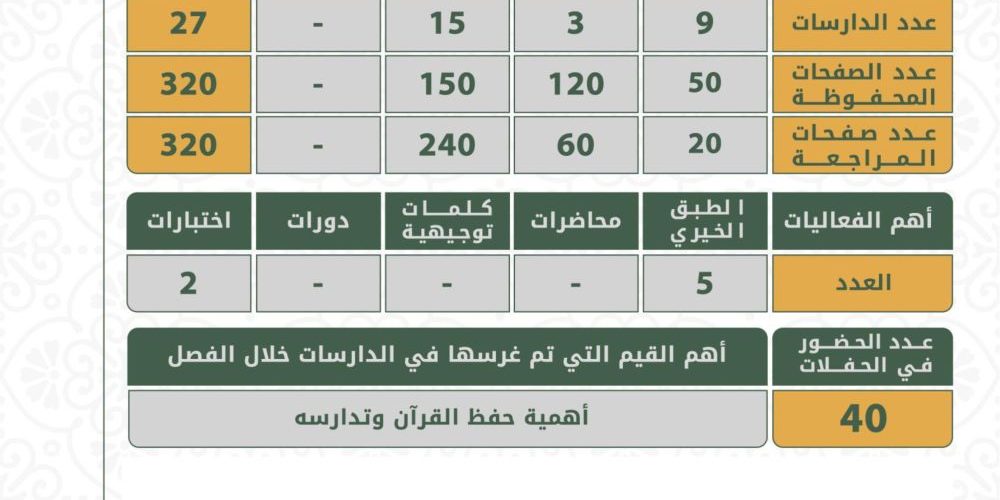 عدد الدارسات 9 3 15 - 27
عدد الصفحات المحفوظة 50 120 150 - 320
عدد صفحات المراجعة 20 60 240 - 320
أهم الفعاليات الطبق الخيري محاضرات كلمات توجيهية دورات اختبارات
العدد 5 - - - 2
عدد الحضور في الحفلات أهم القيم التي تم غرسها في الدارسات خلال الفصل
40 أهمية حفظ القرآن وتدارسه